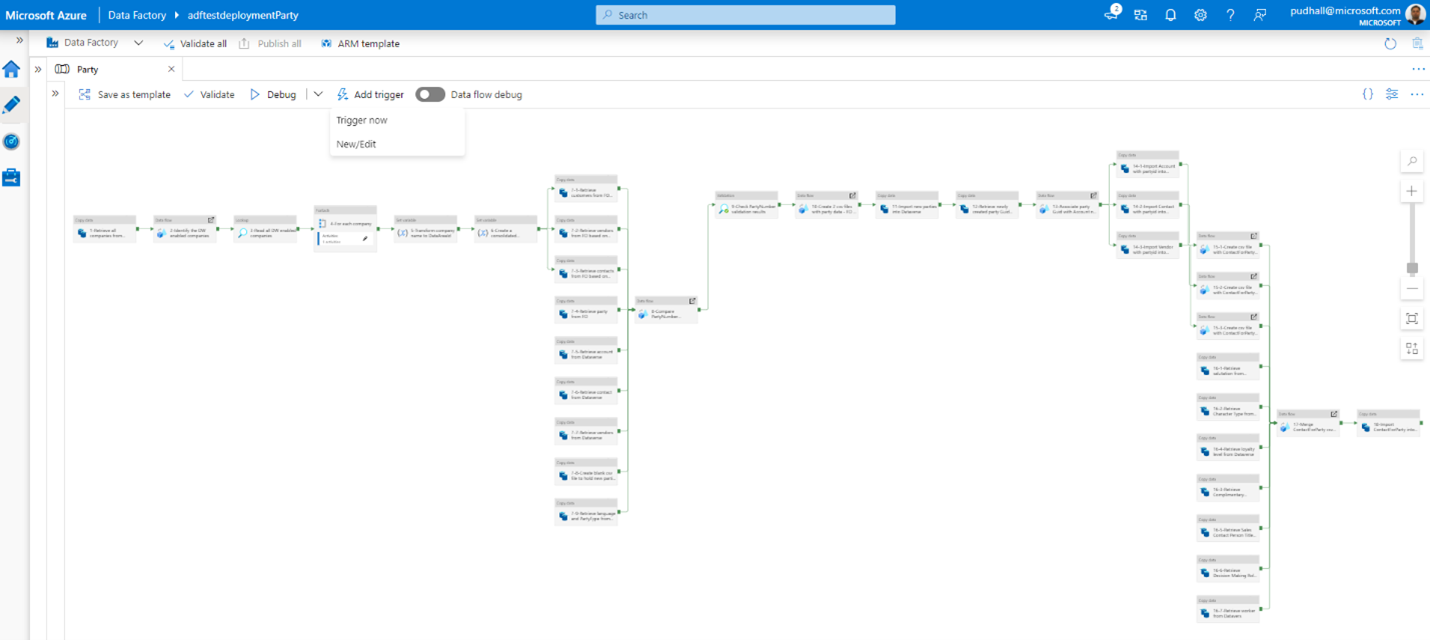 Microsoft Azure
Data Factory
adftestdeploymentParty
Search
2
pudhall@microsoft.com
MICROSOFT
Data Factory
Validate all
Publish all
ARM template
Party
Save as template
Validate
Debug
Add trigger
Data flow debug
Trigger now
New/Edit
Copy data
1-Retrieve all
companies from...
Data flow
2-Identify the DW
enabled companies
Lookup
3-Read all DW enabled
companies
ForEach
4-For each company
Activities
Set variable
5-Transform company
name to DataAreaId
Set variable
6-Create a
consolidated...
Copy data
7-1-Retrieve
customers from FO...
Copy data
7-2-Retrieve vendors
from FO based on...
Copy data
7-3-Retrieve contacts
from FO based on...
Copy data
7-4-Retrieve party
from FO
Copy data
7-5-Retrieve account
from Dataverse
Copy data
7-6-Retrieve contact
from Dataverse
Copy data
7-7-Retrieve vendors
from Dataverse
Copy data
7-8-Create blank csv
file to hold new parti...
Copy data
7-9-Retrieve language
and PartyType from...
Data flow
8-Compare
PartyNumber...
Validation
9-Check PartyNumber
validation results
Data flow
10-Create 2 csv files
with party data - FO...
Copy data
11-Import new parties
into Dataverse
Copy data
12-Retrieve newly
created party Guid...
Data flow
13-Associate party
Guid with Account n...
Copy data
14-1-Import Account
with partyid into...
Copy data
14-2-Import Contact
with partyid into...
Copy data
14-3-Import Vendor
with partyid into...
Data flow
15-1-Create csv file
with ContactForParty...
Data flow
15-2-Create csv file
with ContactForParty...
Data flow
15-3-Create csv file
with ContactForParty...
Copy data
16-1-Retrieve
salutation from...
Copy data
16-2-Retrieve
Character Type from...
Copy data
16-4-Retrieve loyalty
level from Dataverse
Copy data
16-3-Retrieve
Complimentary...
Copy data
16-5-Retrieve Sales
Contact Person Title...
Copy data
16-6-Retrieve
Decision Making Rol...
Copy data
16-7-Retrieve worker
from Datavers
Data flow
17-Merge
ContactForParty csv...
Copy data
18-Import
ContactForParty into...